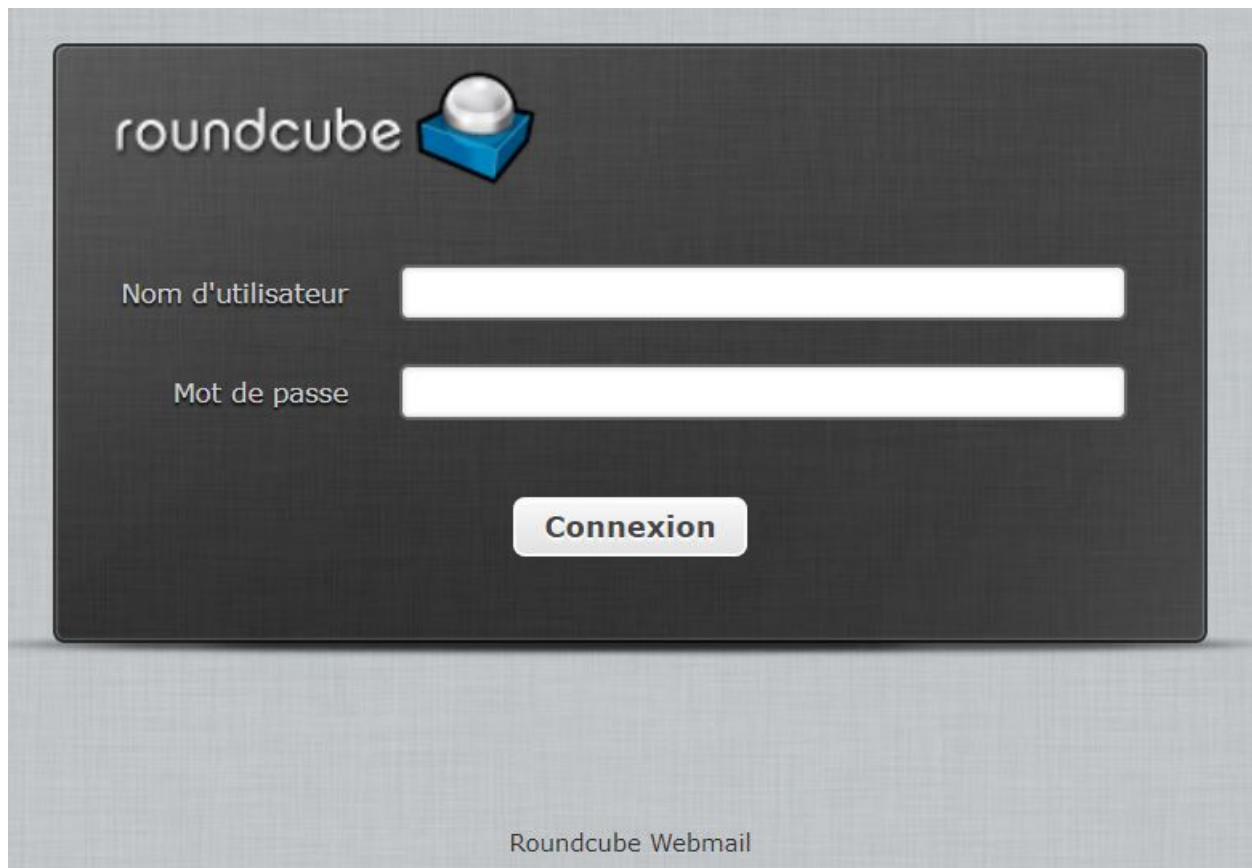 roundcube
Nom d'utilisateur
Mot de passe
Connexion
Roundcube Webmail